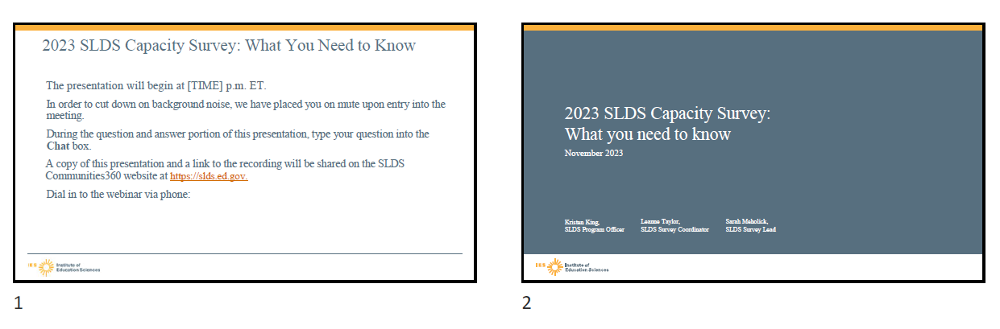 2023 SLDS Capacity Survey: What You Need to Know
The presentation will begin at [TIME] p.m. ET.
In order to cut down on background noise, we have placed you on mute upon entry into the
meeting.
During the question and answer portion of this presentation, type your question into the
Chat box.
A copy of this presentation and a link to the recording will be shared on the SLDS
Communities360 website at https://slds.ed.gov.
Dial in to the webinar via phone:
IES Institute of
Education Sciences
1
2023 SLDS Capacity Survey:
What you need to know
November 2023
Kristen King, Leanne Taylor, Sarah Meholick,
SLDS Program Officer SLDS Survey Coordinator SLDS Survey Lead
IES Institute of
Education Sciences
2